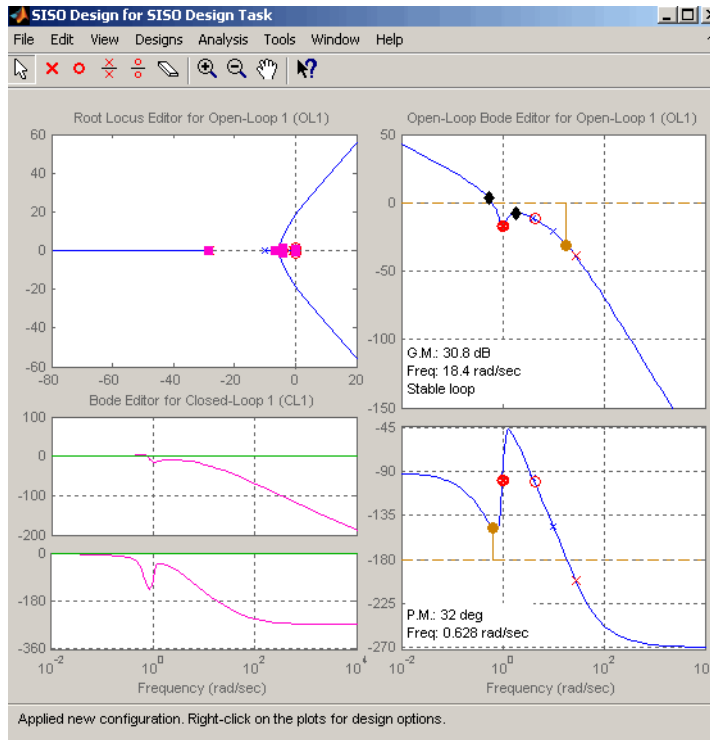 SISO Design for SISO Design Task
File Edit View Designs Analysis Tools Window Help
Root Locus Editor for Open-Loop 1 (OL1)
60
40
20
0
-20
-40
-60
-80 -60 -40 -20 0 20
Bode Editor for Closed-Loop 1 (CL1)
100
0
-100
-200
0
-180
-360
10^-2 10^0 10^2 10^4
Frequency (rad/sec)
Open-Loop Bode Editor for Open-Loop 1 (OL1)
50
0
-50
-100
-150
G.M.: 30.8 dB
Freq: 18.4 rad/sec
Stable loop
-45
-90
-135
-180
-225
-270
P.M.: 32 deg
Freq: 0.628 rad/sec
10^-2 10^0 10^2 10
Frequency (rad/sec)
Applied new configuration. Right-click on the plots for design options.